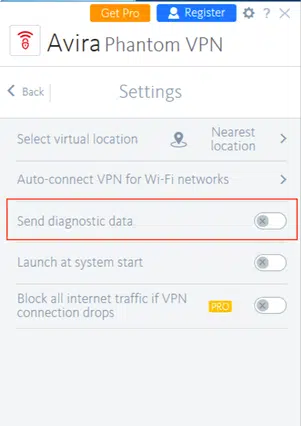 Get Pro Register ?
Avira Phantom VPN
Back Settings
Select virtual location Nearest
location
Auto-connect VPN for Wi-Fi networks
Send diagnostic data
Launch at system start
Block all internet traffic if VPN
connection drops PRO